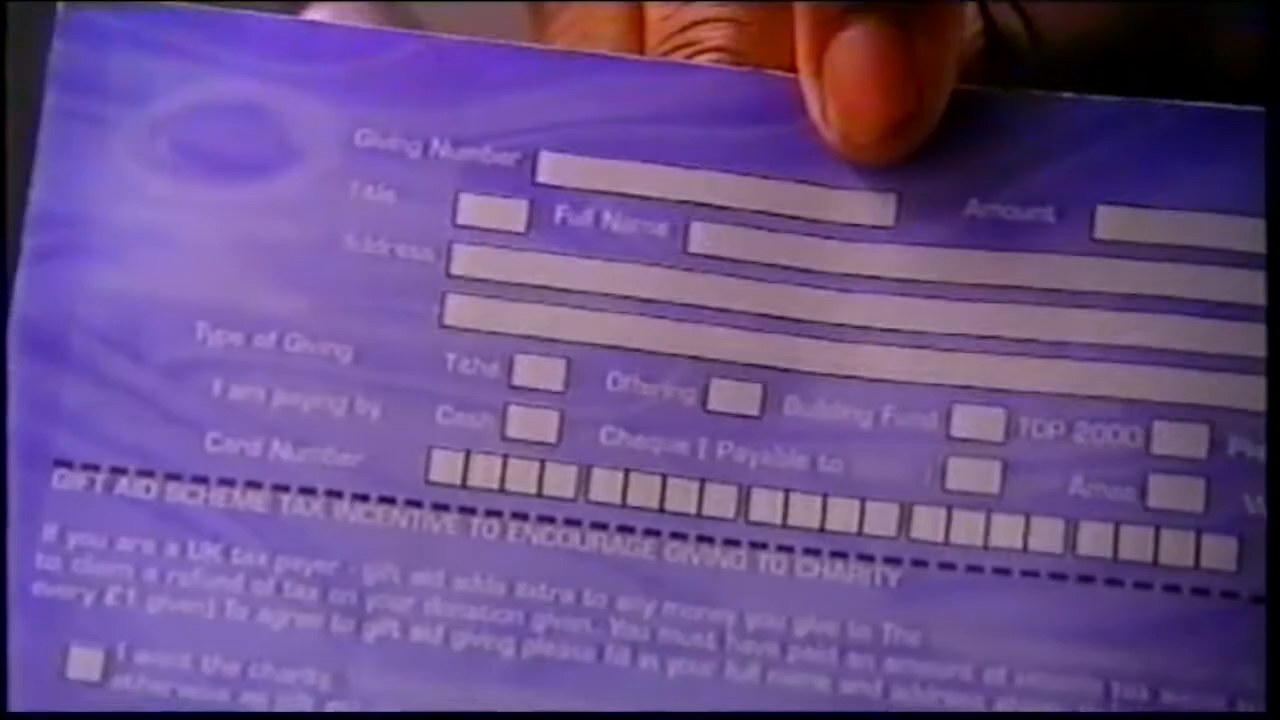 Giving Number Amount
Title Full Name
Address
Type of Giving Tithe Offering Building Fund TOP 2000
I am paying by Cash Cheque I Payable to Amex
Card Number
GIFT AID SCHEME TAX INCENTIVE TO ENCOURAGE GIVING TO CHARITY
If you are a UK tax payer - gift aid adds extra to any money you give to The
to claim a refund of tax on your donation given. You must have paid an amount of
every £1 given) To agree to gift aid giving please fill in your full name and address
I want the charity